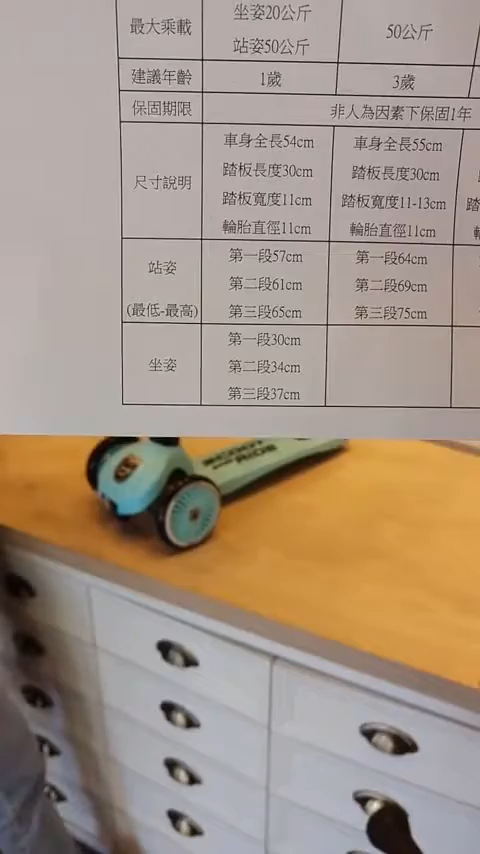 最大乘載 坐姿20公斤 50公斤
站姿50公斤
建議年齡 1歲 3歲
保固期限 非人為因素下保固1年
尺寸說明 車身全長54cm 車身全長55cm
踏板長度30cm 踏板長度30cm
踏板寬度11cm 踏板寬度11-13cm 踏
輪胎直徑11cm 輪胎直徑11cm
站姿 第一段57cm 第一段64cm
第二段61cm 第二段69cm
(最低-最高) 第三段65cm 第三段75cm
坐姿 第一段30cm
第二段34cm
第三段37cm
SCOOT
AND RIDE